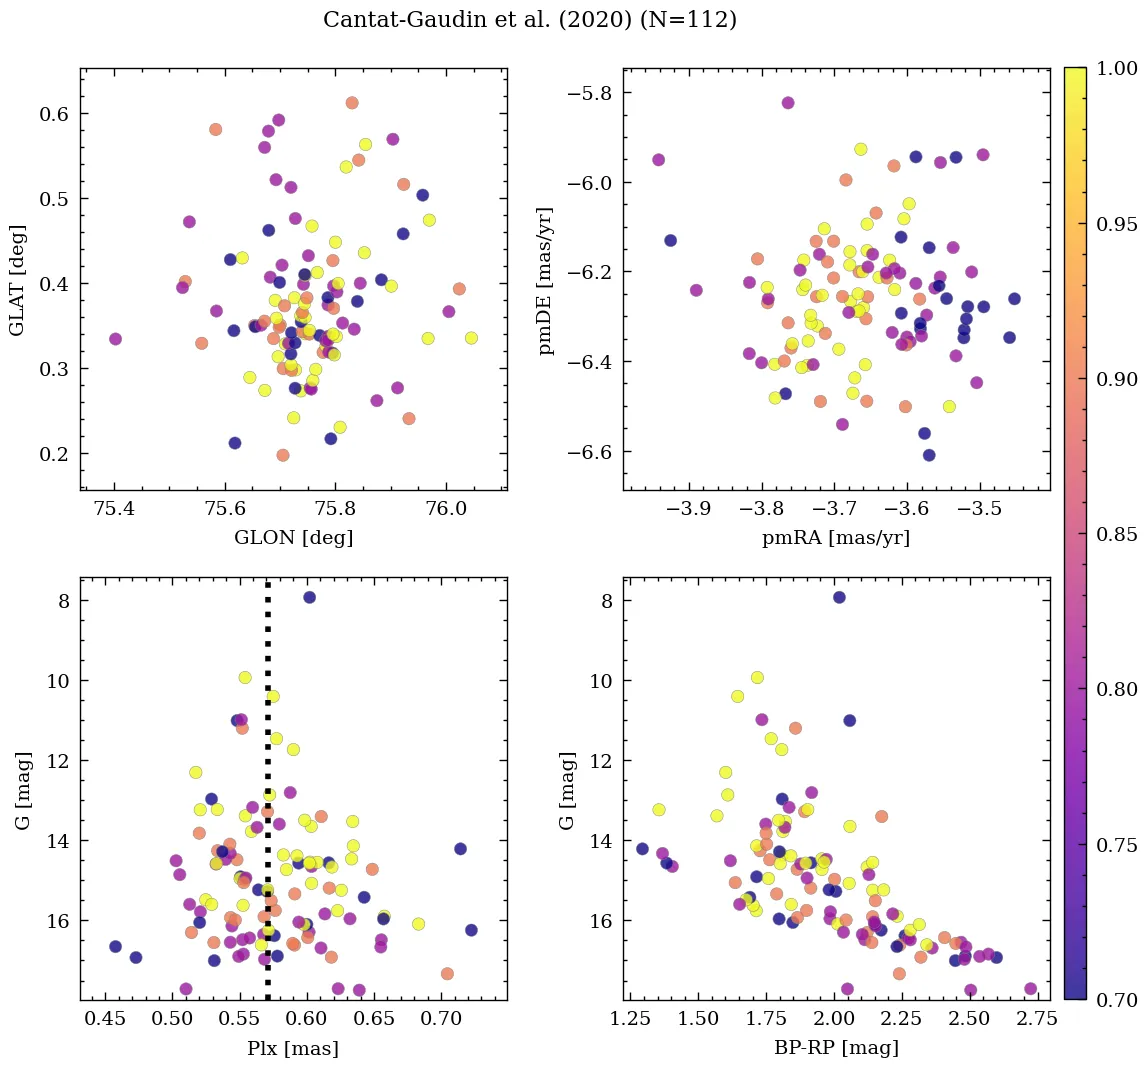 Cantat-Gaudin et al. (2020) (N=112)
GLAT [deg]
0.6
0.5
0.4
0.3
0.2
75.4 75.6 75.8 76.0
GLON [deg]
pmDE [mas/yr]
−5.8
−6.0
−6.2
−6.4
−6.6
−3.9 −3.8 −3.7 −3.6 −3.5
pmRA [mas/yr]
1.00
0.95
0.90
0.85
0.80
0.75
0.70
G [mag]
8
10
12
14
16
0.45 0.50 0.55 0.60 0.65 0.70
Plx [mas]
G [mag]
8
10
12
14
16
1.25 1.50 1.75 2.00 2.25 2.50 2.75
BP-RP [mag]